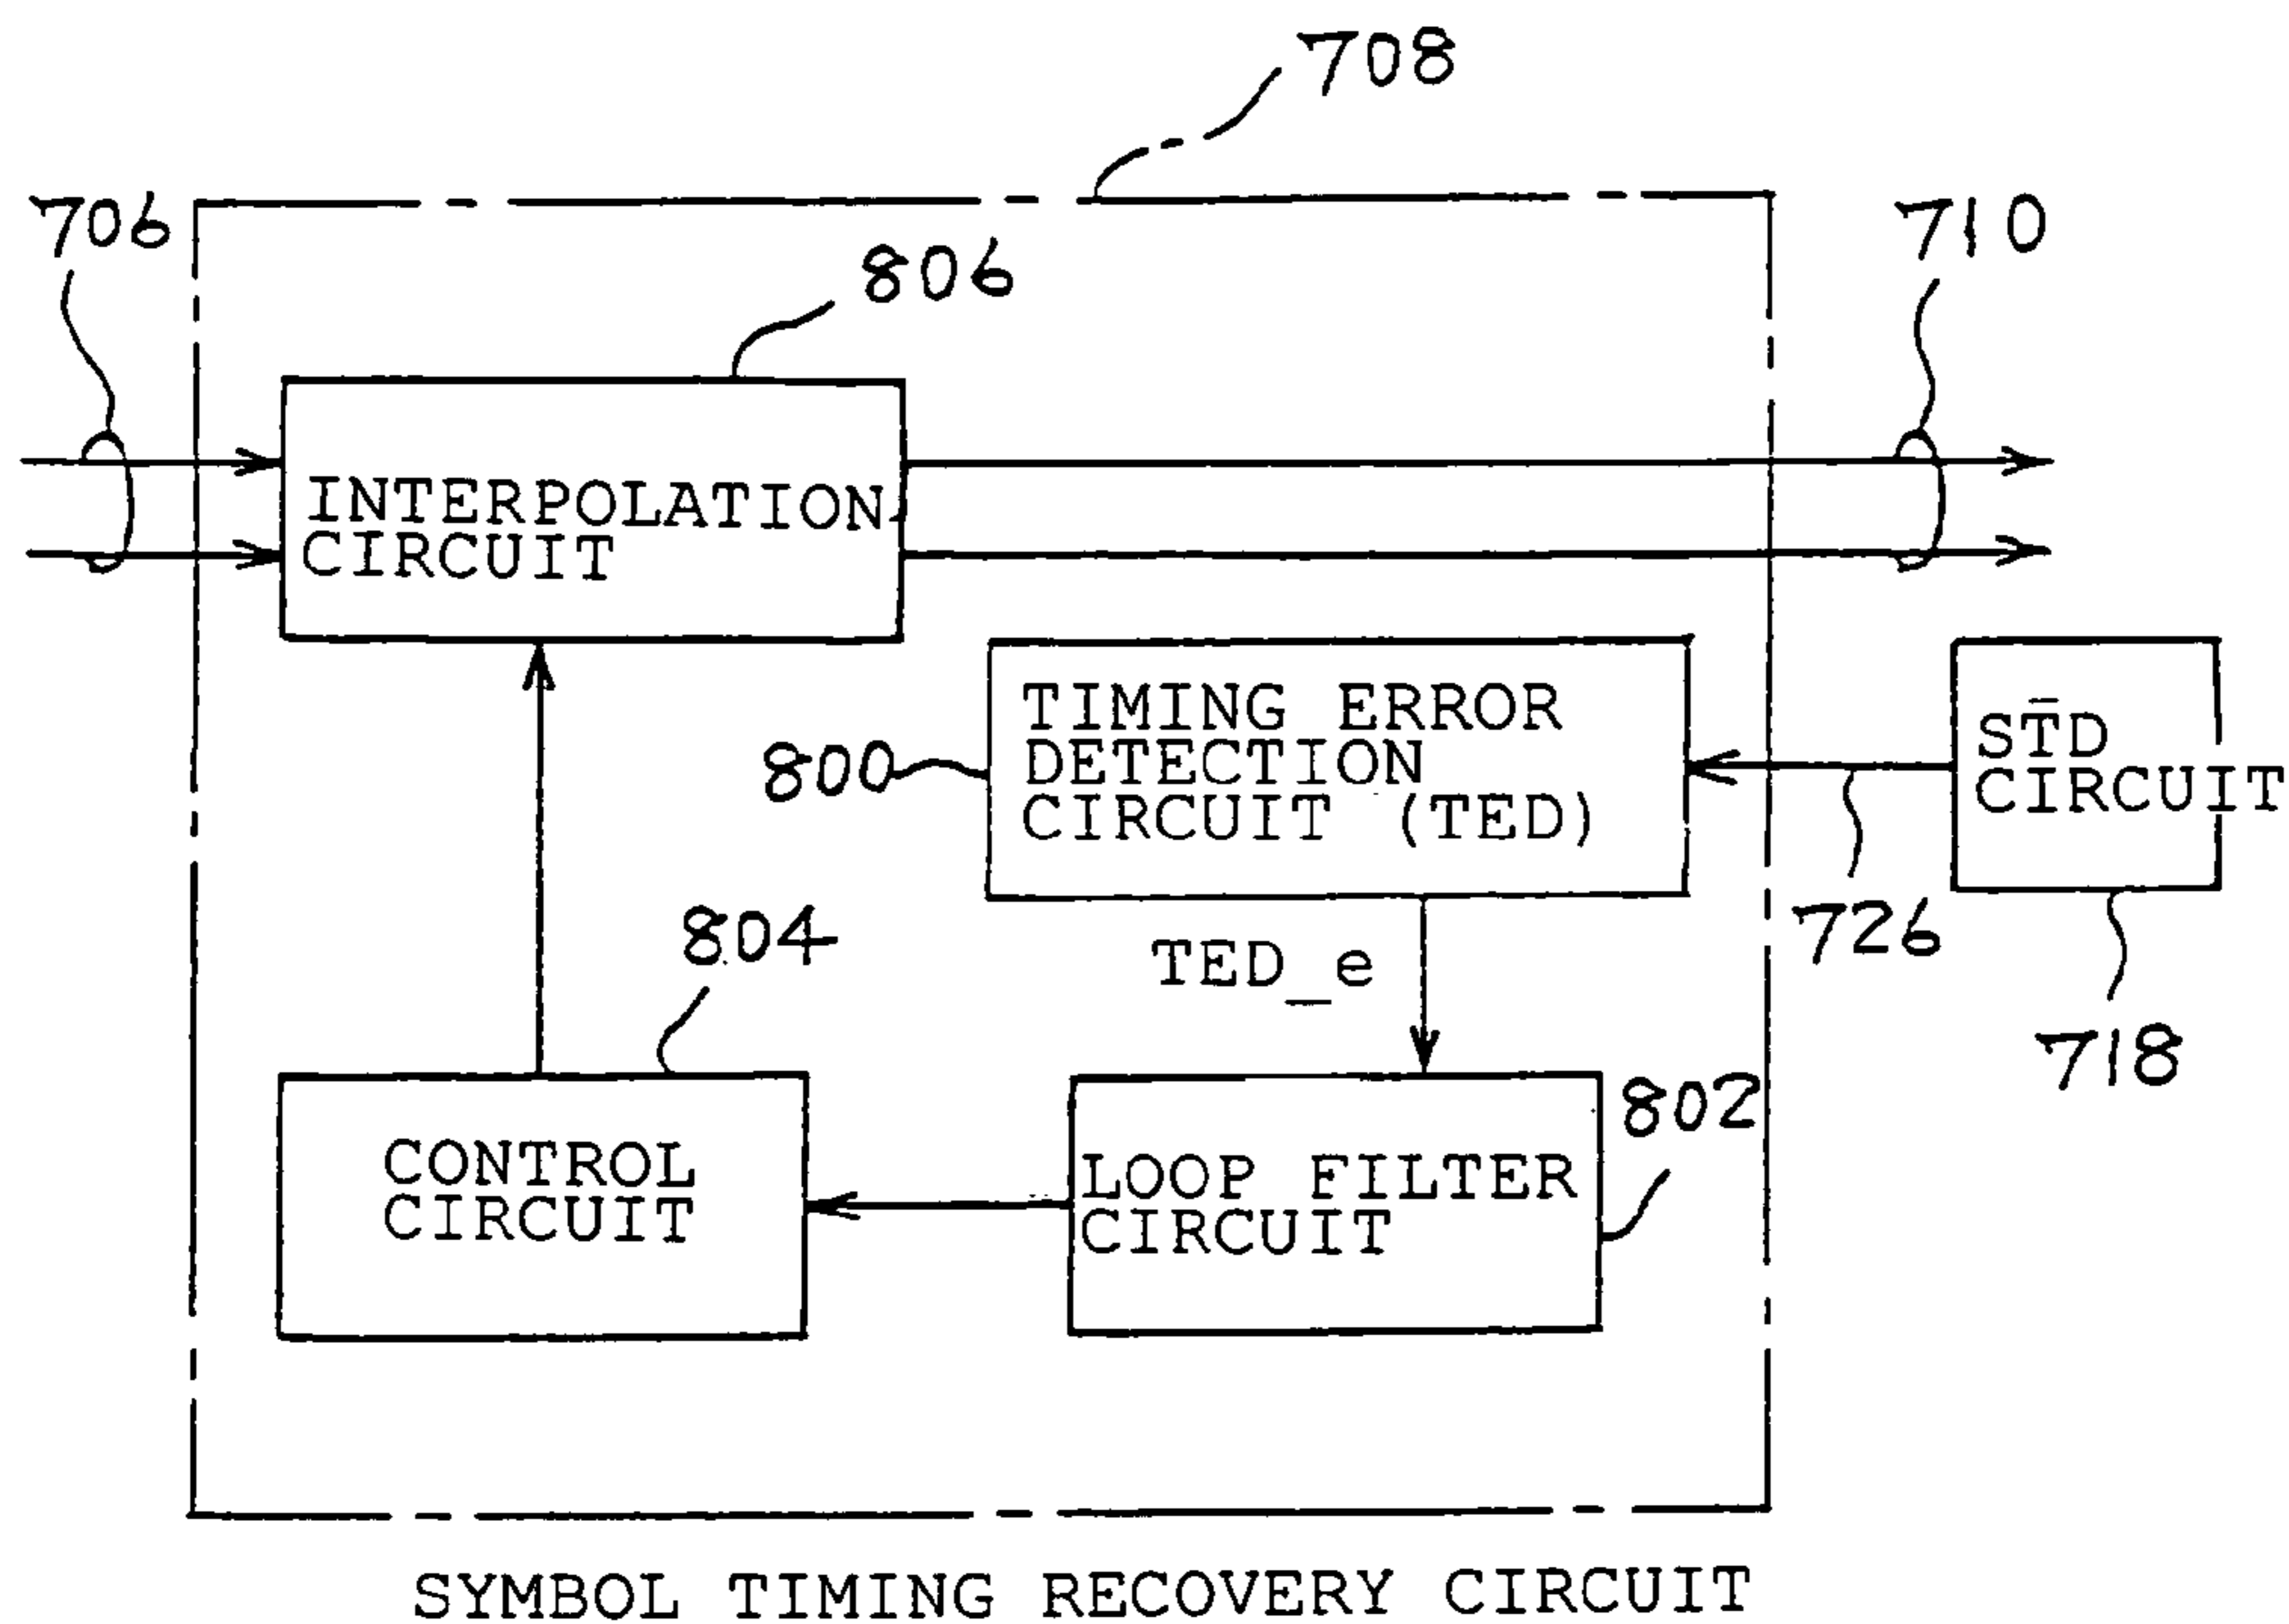 708
706
710
806
INTERPOLATION
CIRCUIT
TIMING ERROR
DETECTION
CIRCUIT (TED)
800
STD
CIRCUIT
726
718
804
TED_e
802
CONTROL
CIRCUIT
LOOP FILTER
CIRCUIT
SYMBOL TIMING RECOVERY CIRCUIT